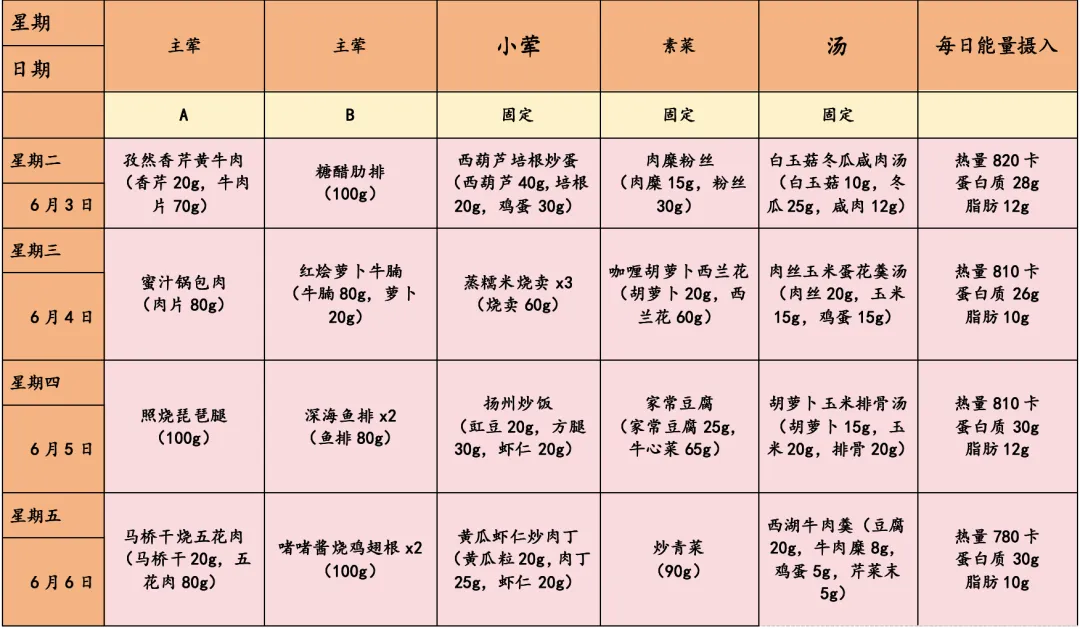 星期
日期
主荤
主荤
小荤
素菜
汤
每日能量摄入
A
B
固定
固定
固定
星期二
6月3日
孜然香芹黄牛肉
（香芹 20g，牛肉
片 70g）
糖醋肋排
（100g）
西葫芦培根炒蛋
（西葫芦 40g,培根
20g，鸡蛋 30g）
肉糜粉丝
（肉糜 15g，粉丝
30g）
白玉菇冬瓜咸肉汤
（白玉菇 10g，冬
瓜 25g，咸肉 12g）
热量 820 卡
蛋白质 28g
脂肪 12g
星期三
6月4日
蜜汁锅包肉
（肉片 80g）
红烩萝卜牛腩
（牛腩 80g，萝卜
20g）
蒸糯米烧卖 x3
（烧卖 60g）
咖喱胡萝卜西兰花
（胡萝卜 20g，西
兰花 60g）
肉丝玉米蛋花羹汤
（肉丝 20g，玉米
15g，鸡蛋 15g）
热量 810 卡
蛋白质 26g
脂肪 10g
星期四
6月5日
照烧琵琶腿
（100g）
深海鱼排 x2
（鱼排 80g）
扬州炒饭
（豇豆 20g，方腿
30g，虾仁 20g）
家常豆腐
（家常豆腐 25g，
牛心菜 65g）
胡萝卜玉米排骨汤
（胡萝卜 15g，玉
米 20g，排骨 20g）
热量 810 卡
蛋白质 30g
脂肪 12g
星期五
6月6日
马桥干烧五花肉
（马桥干 20g，五
花肉 80g）
啫啫酱烧鸡翅根 x2
（100g）
黄瓜虾仁炒肉丁
（黄瓜粒 20g,肉丁
25g，虾仁 20g）
炒青菜
（90g）
西湖牛肉羹（豆腐
20g，牛肉糜 8g，
鸡蛋 5g，芹菜末
5g）
热量 780 卡
蛋白质 30g
脂肪 10g